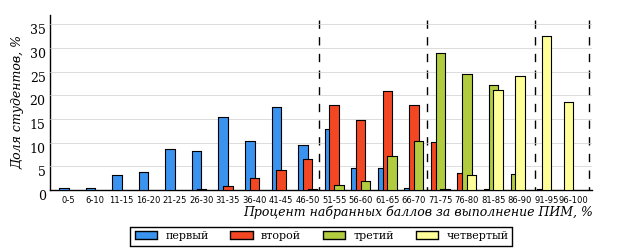 Доля студентов, %
35
30
25
20
15
10
5
0
0-5 6-10 11-15 16-20 21-25 26-30 31-35 36-40 41-45 46-50 51-55 56-60 61-65 66-70 71-75 76-80 81-85 86-90 91-95 96-100
Процент набранных баллов за выполнение ПИМ, %
первый второй третий четвертый